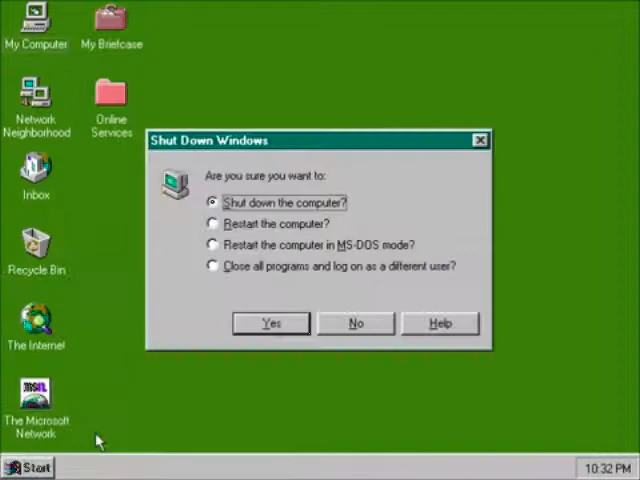 My Computer
My Briefcase
Network
Neighborhood
Online
Services
Inbox
Recycle Bin
The Internet
msn
The Microsoft
Network
Shut Down Windows
Are you sure you want to:
Shut down the computer?
Restart the computer?
Restart the computer in MS-DOS mode?
Close all programs and log on as a different user?
Yes
No
Help
Start
10:32 PM